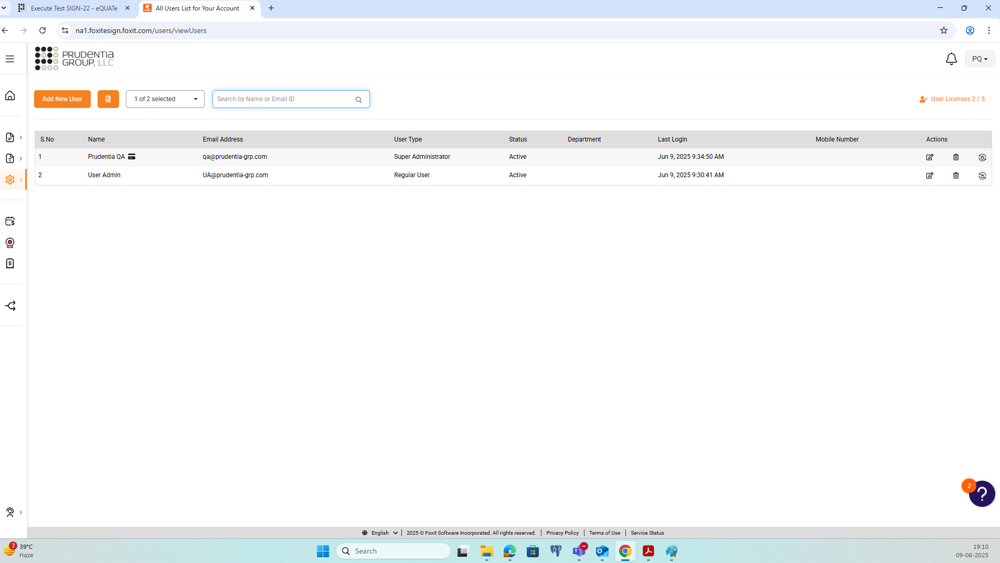 Execute Test SIGN-22 - eQUATe
All Users List for Your Account
na1.foxitesign.foxit.com/users/viewUsers
PRUDENTIA
GROUP, LLC
PQ
Add New User
1 of 2 selected
Search by Name or Email ID
User Licenses 2 / 5
S.No Name Email Address User Type Status Department Last Login Mobile Number Actions
1 Prudentia QA qa@prudentia-grp.com Super Administrator Active Jun 9, 2025 9:34:50 AM
2 User Admin UA@prudentia-grp.com Regular User Active Jun 9, 2025 9:30:41 AM
2
?
English 2025 © Foxit Software Incorporated. All rights reserved. Privacy Policy Terms of Use Service Status
7
39°C
Haze
Search
19:10
09-06-2025